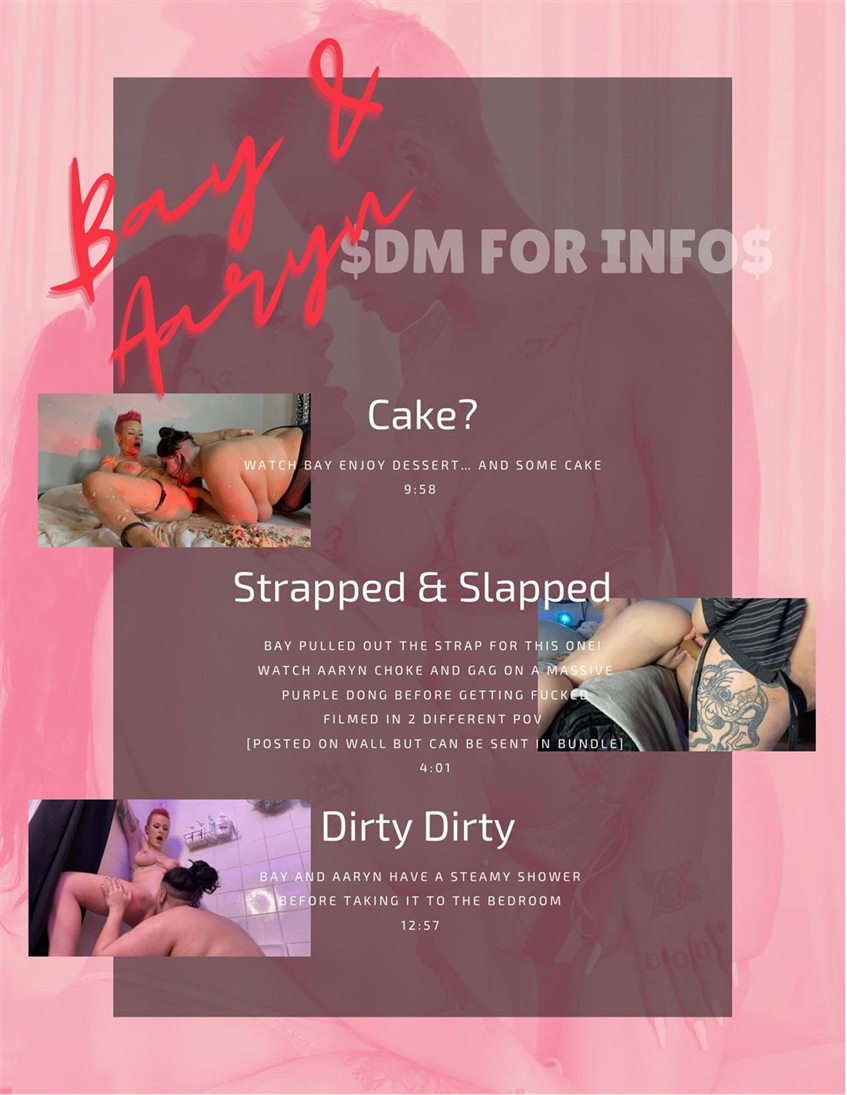 Bay &
Aaryn
$DM FOR INFO$
Cake?
WATCH BAY ENJOY DESSERT... AND SOME CAKE
9:58
Strapped & Slapped
BAY PULLED OUT THE STRAP FOR THIS ONE!
WATCH AARYN CHOKE AND GAG ON A MASSIVE
PURPLE DONG BEFORE GETTING FUCKED
FILMED IN 2 DIFFERENT POV
[POSTED ON WALL BUT CAN BE SENT IN BUNDLE]
4:01
Dirty Dirty
BAY AND AARYN HAVE A STEAMY SHOWER
BEFORE TAKING IT TO THE BEDROOM
12:57